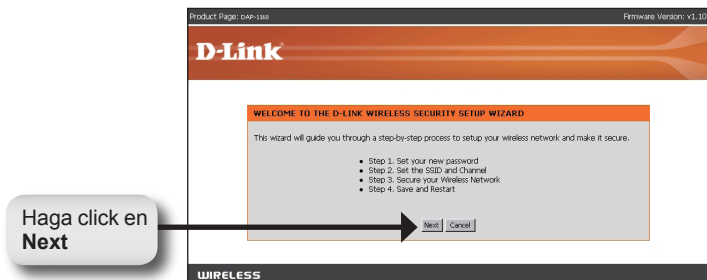 Product Page: DAP-1160 Firmware Version: v1.10
D-Link
WELCOME TO THE D-LINK WIRELESS SECURITY SETUP WIZARD
This wizard will guide you through a step-by-step process to setup your wireless network and make it secure.
• Step 1. Set your new password
• Step 2. Set the SSID and Channel
• Step 3. Secure your Wireless Network
• Step 4. Save and Restart
Haga click en
Next
Next Cancel
WIRELESS